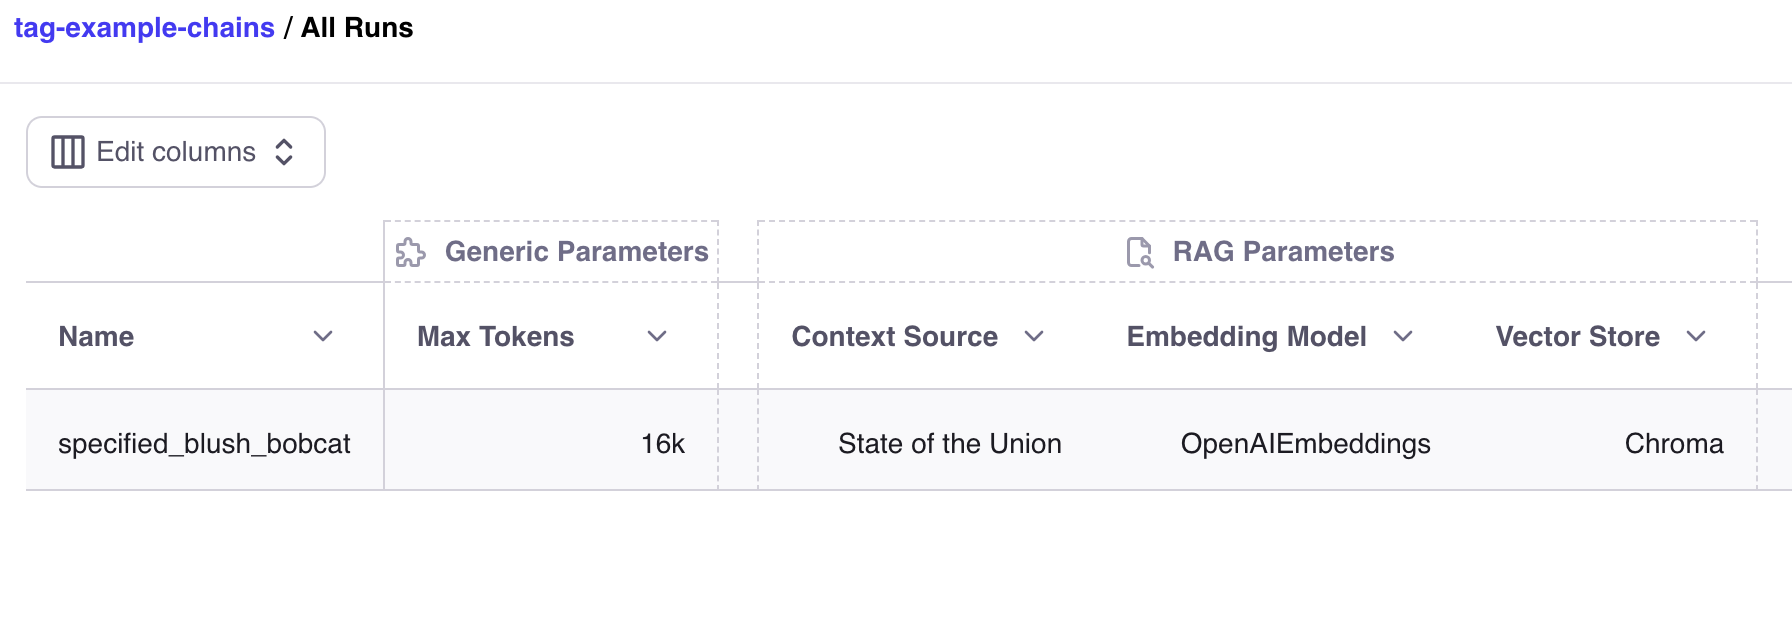 tag-example-chains / All Runs
Edit columns
Generic Parameters RAG Parameters
Name Max Tokens Context Source Embedding Model Vector Store
specified_blush_bobcat 16k State of the Union OpenAIEmbeddings Chroma